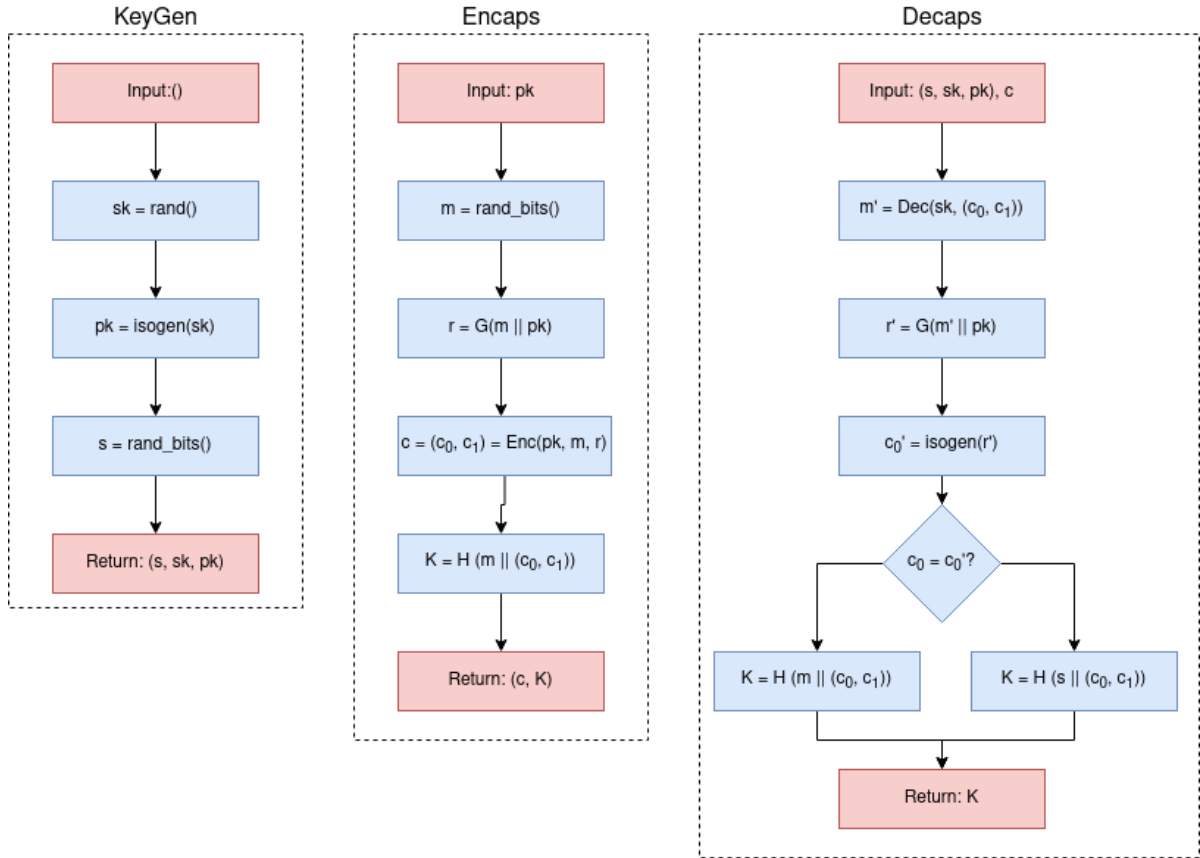 KeyGen
Input:()
sk = rand()
pk = isogen(sk)
s = rand_bits()
Return: (s, sk, pk)
Encaps
Input: pk
m = rand_bits()
r = G(m || pk)
c = (c₀, c₁) = Enc(pk, m, r)
K = H (m || (c₀, c₁))
Return: (c, K)
Decaps
Input: (s, sk, pk), c
m' = Dec(sk, (c₀, c₁))
r' = G(m' || pk)
c₀' = isogen(r')
c₀ = c₀'?
K = H (m || (c₀, c₁))
K = H (s || (c₀, c₁))
Return: K